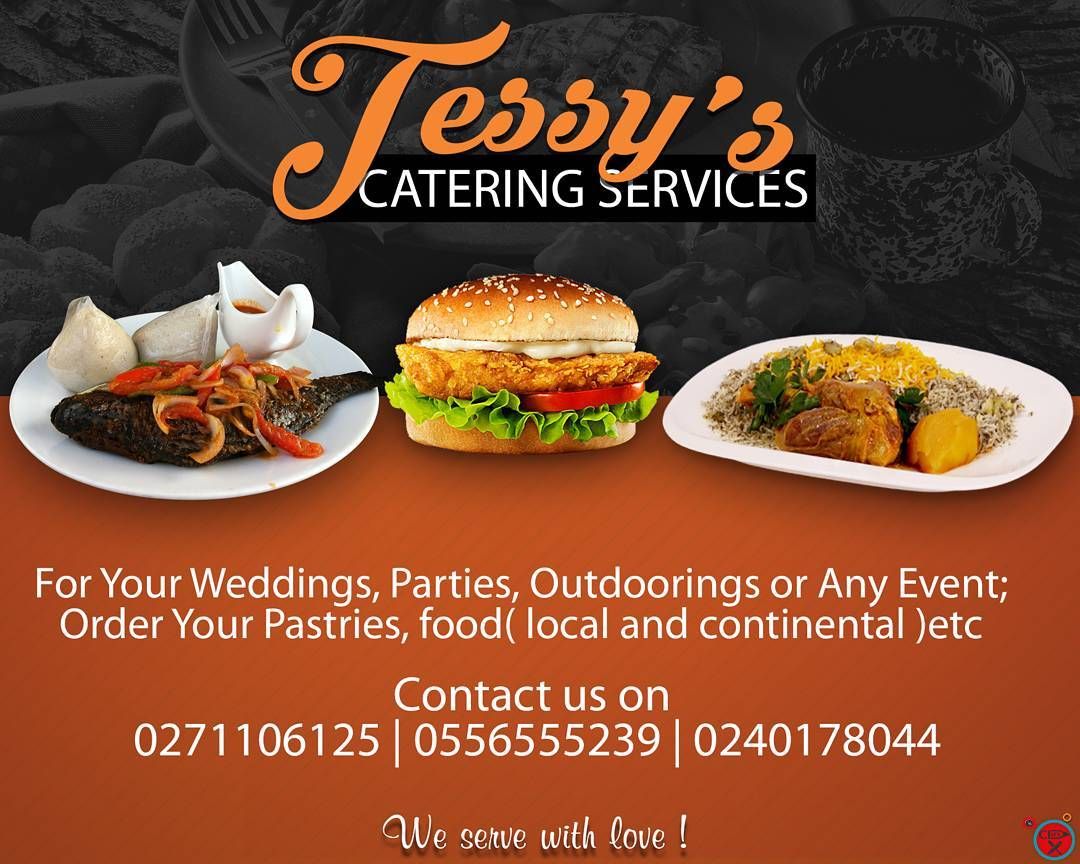 Tessy's
CATERING SERVICES
For Your Weddings, Parties, Outdoorings or Any Event;
Order Your Pastries, food( local and continental )etc
Contact us on
0271106125 | 0556555239 | 0240178044
We serve with love !